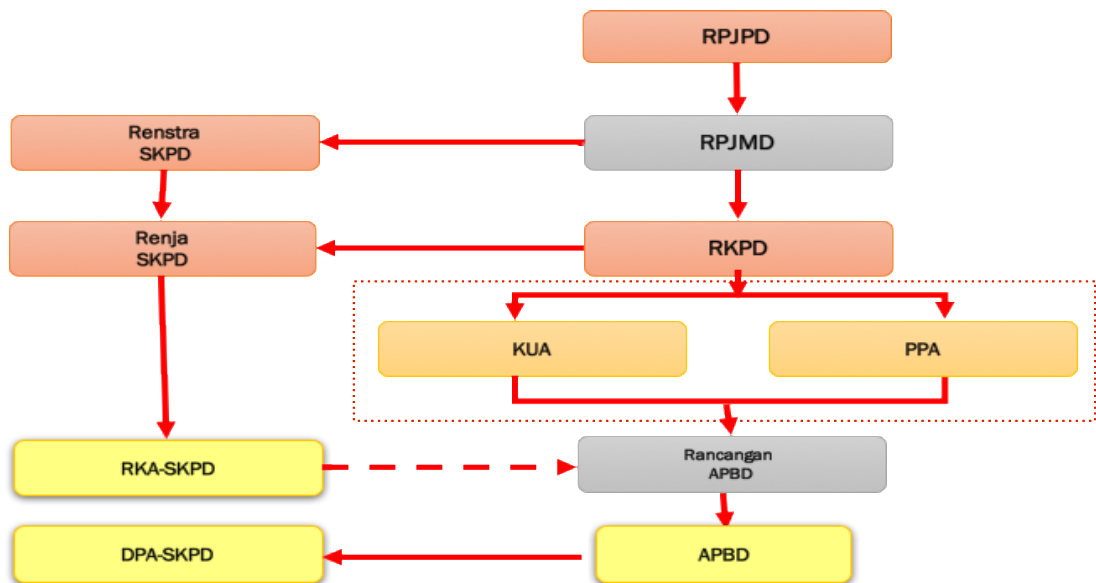 RPJPD
Renstra
SKPD
RPJMD
Renja
SKPD
RKPD
KUA
PPA
RKA-SKPD
Rancangan
APBD
DPA-SKPD
APBD